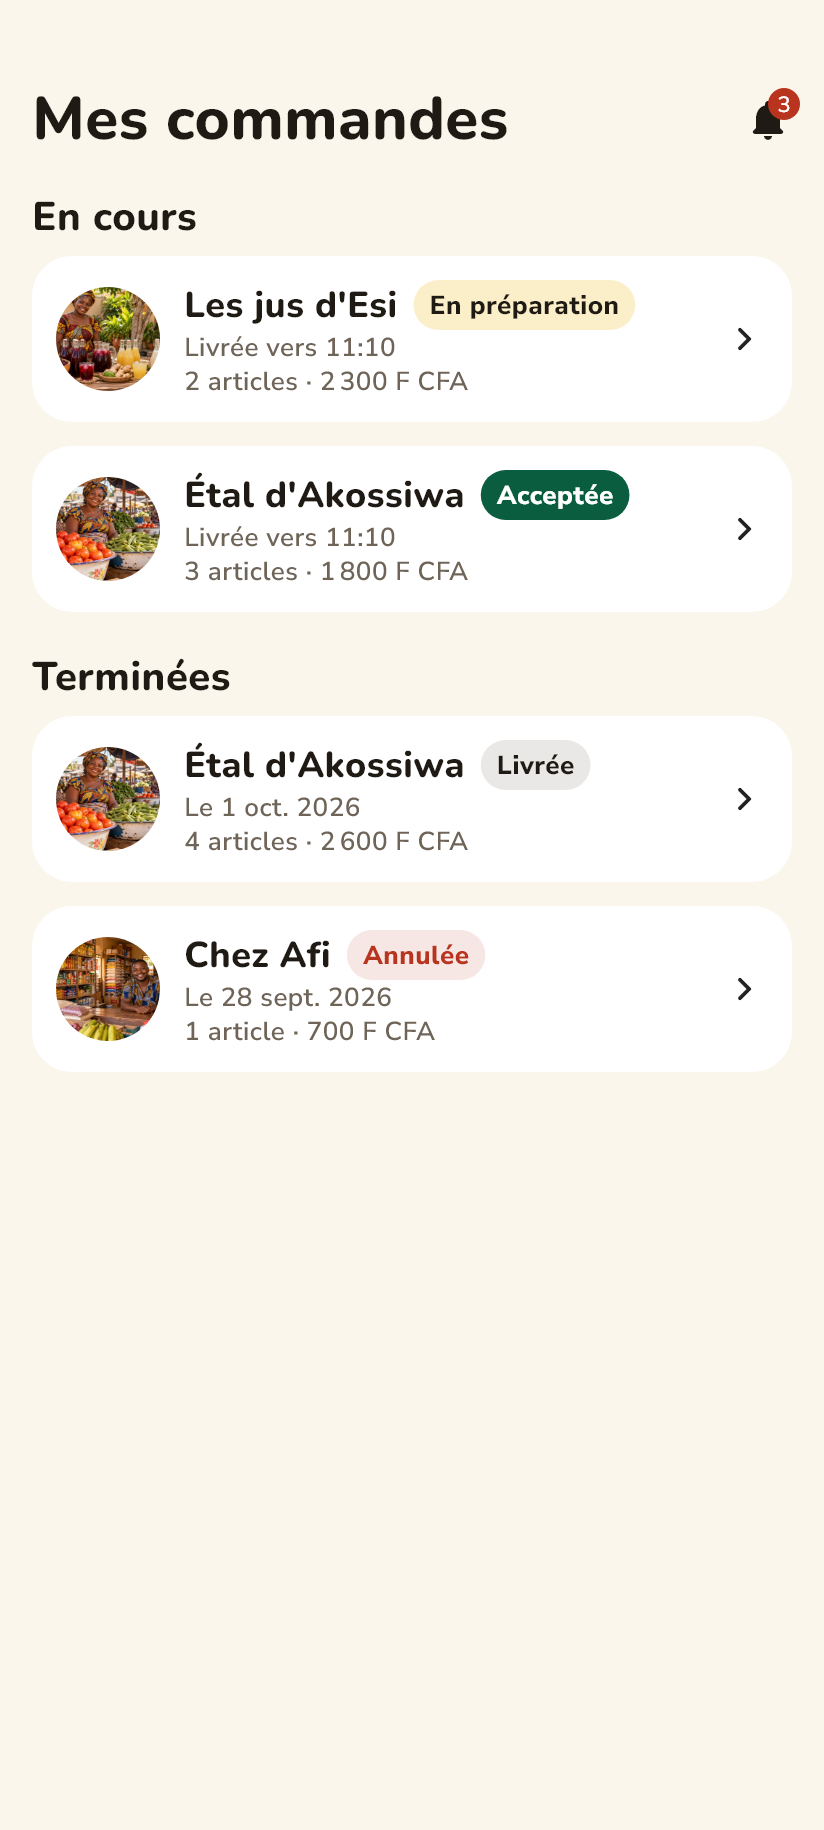 Mes commandes
3
En cours
Les jus d'Esi En préparation
Livrée vers 11:10
2 articles · 2 300 F CFA
Étal d'Akossiwa Acceptée
Livrée vers 11:10
3 articles · 1 800 F CFA
Terminées
Étal d'Akossiwa Livrée
Le 1 oct. 2026
4 articles · 2 600 F CFA
Chez Afi Annulée
Le 28 sept. 2026
1 article · 700 F CFA